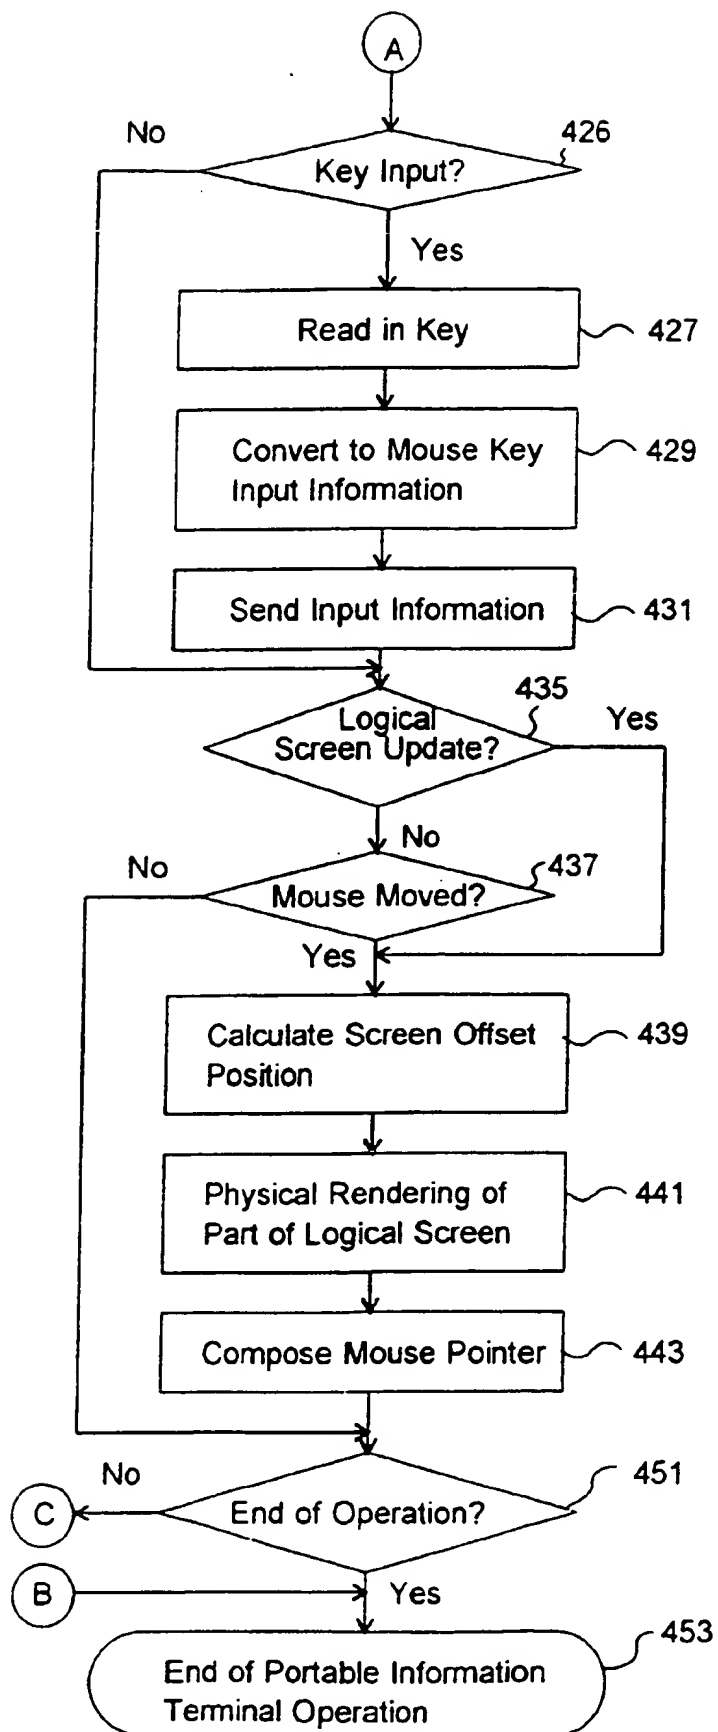 A
No
426
Key Input?
Yes
Read in Key
427
Convert to Mouse Key
Input Information
429
Send Input Information
431
435
Logical
Screen Update?
Yes
No
No
437
Mouse Moved?
Yes
Calculate Screen Offset
Position
439
Physical Rendering of
Part of Logical Screen
441
Compose Mouse Pointer
443
No
451
C
End of Operation?
B
Yes
453
End of Portable Information
Terminal Operation